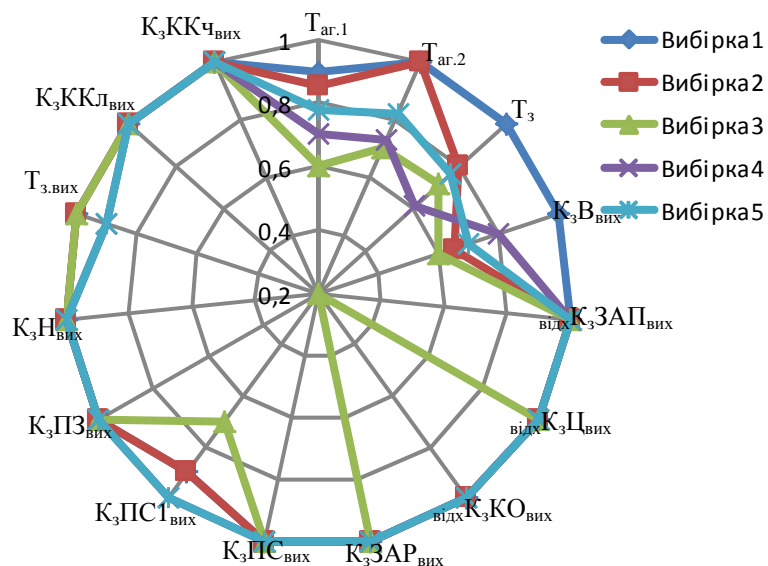 Таг.1
Таг.2
Тз
КзВвих
відхКзЗАПвих
відхКзЦвих
відхКзКОвих
КзЗАРвих
КзПСвих
КзПС1вих
КзПЗвих
КзНвих
Тз.вих
КзККлвих
КзККчвих
1
0,8
0,6
0,4
0,2
Вибірка1
Вибірка2
Вибірка3
Вибірка4
Вибірка5